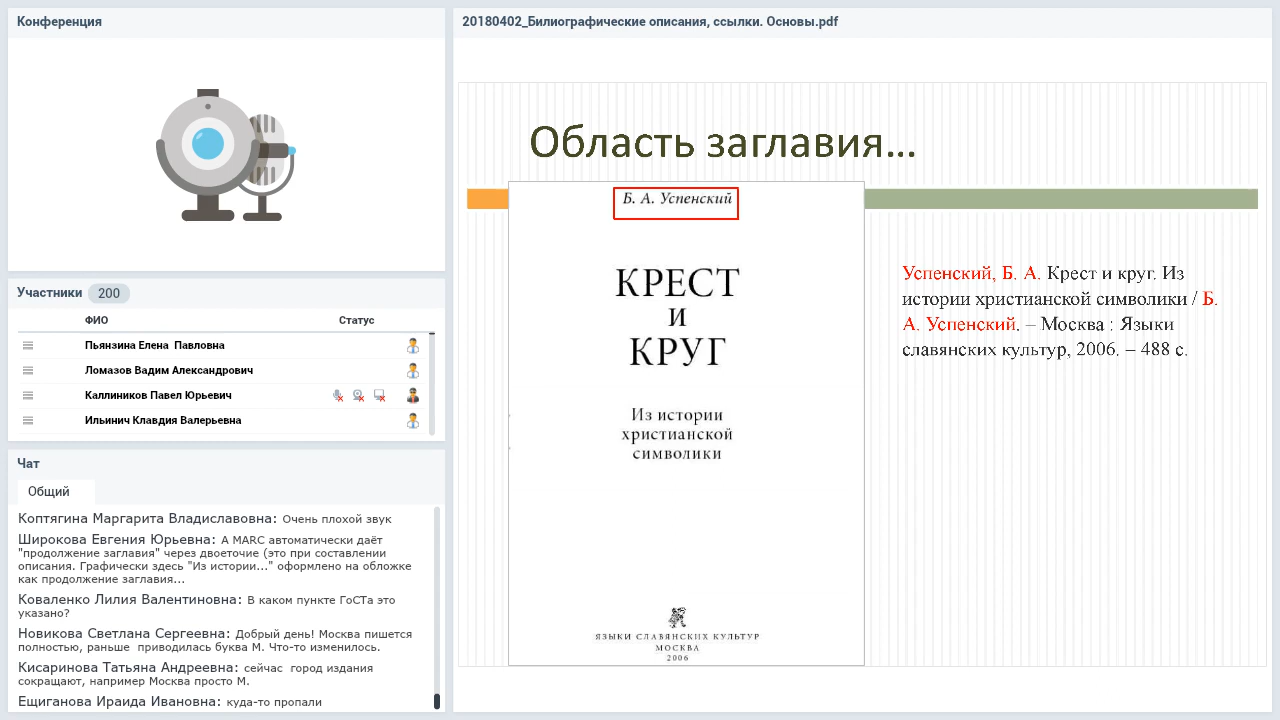 Конференция
Участники 200
ФИО Статус
Пьянзина Елена Павловна
Ломазов Вадим Александрович
Каллиников Павел Юрьевич
Ильинич Клавдия Валерьевна
Чат
Общий
Коптягина Маргарита Владиславовна: Очень плохой звук
Широкова Евгения Юрьевна: А MARC автоматически даёт
"продолжение заглавия" через двоеточие (это при составлении
описания. Графически здесь "Из истории..." оформлено на обложке
как продолжение заглавия...
Коваленко Лилия Валентиновна: В каком пункте ГоСТа это
указано?
Новикова Светлана Сергеевна: Добрый день! Москва пишется
полностью, раньше приводилась буква М. Что-то изменилось.
Кисаринова Татьяна Андреевна: сейчас город издания
сокращают, например Москва просто М.
Ещиганова Ираида Ивановна: куда-то пропали
20180402_Билиографические описания, ссылки. Основы.pdf
Область заглавия...
Б. А. Успенский
КРЕСТ
И
КРУГ
Из истории
христианской
символики
ЯЗЫКИ СЛАВЯНСКИХ КУЛЬТУР
МОСКВА
2006
Успенский, Б. А. Крест и круг. Из
истории христианской символики / Б.
А. Успенский. – Москва : Языки
славянских культур, 2006. – 488 с.